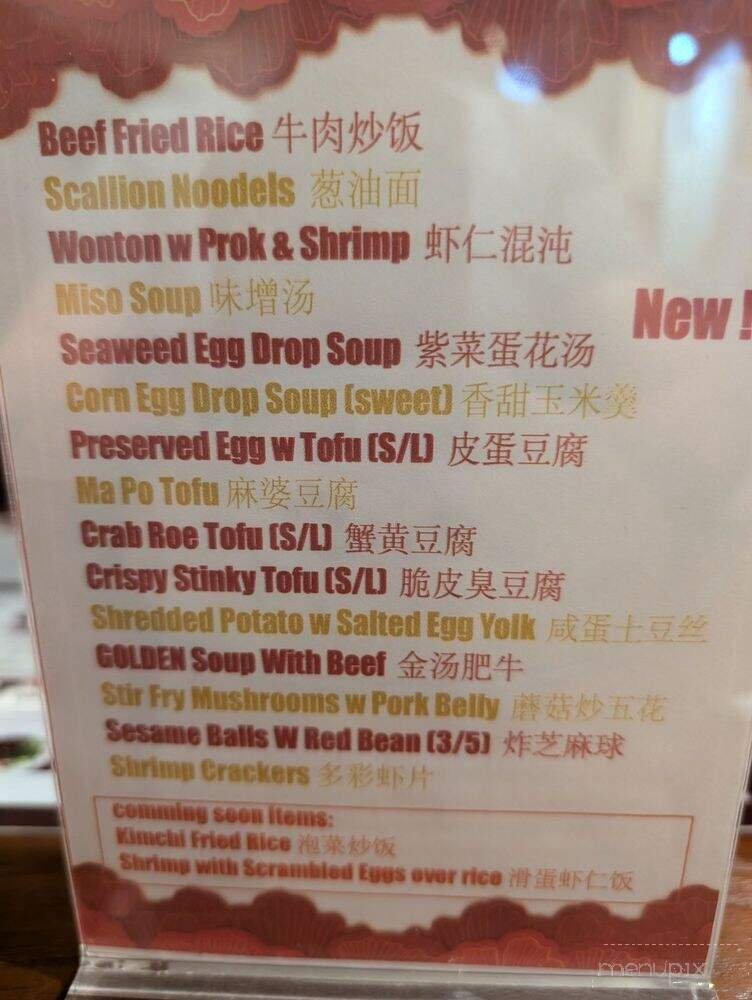 Beef Fried Rice 牛肉炒饭
Scallion Noodels 葱油面
Wonton w Prok & Shrimp 虾仁混沌
Miso Soup 味增汤
New !
Seaweed Egg Drop Soup 紫菜蛋花汤
Corn Egg Drop Soup (sweet) 香甜玉米羹
Preserved Egg w Tofu (S/L) 皮蛋豆腐
Ma Po Tofu 麻婆豆腐
Crab Roe Tofu (S/L) 蟹黄豆腐
Crispy Stinky Tofu (S/L) 脆皮臭豆腐
Shredded Potato w Salted Egg Yolk 咸蛋土豆丝
GOLDEN Soup With Beef 金汤肥牛
Stir Fry Mushrooms w Pork Belly 蘑菇炒五花
Sesame Balls W Red Bean (3/5) 炸芝麻球
Shrimp Crackers 多彩虾片
comming soon items:
Kimchi Fried Rice 泡菜炒饭
Shrimp with Scrambled Eggs over rice 滑蛋虾仁饭
menupix